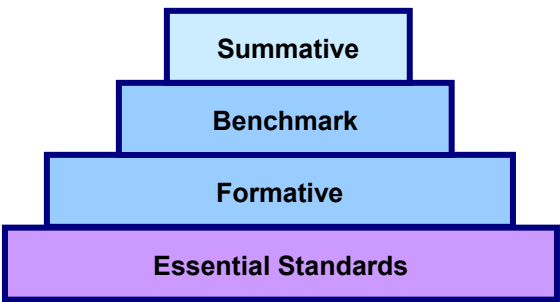 Summative
Benchmark
Formative
Essential Standards